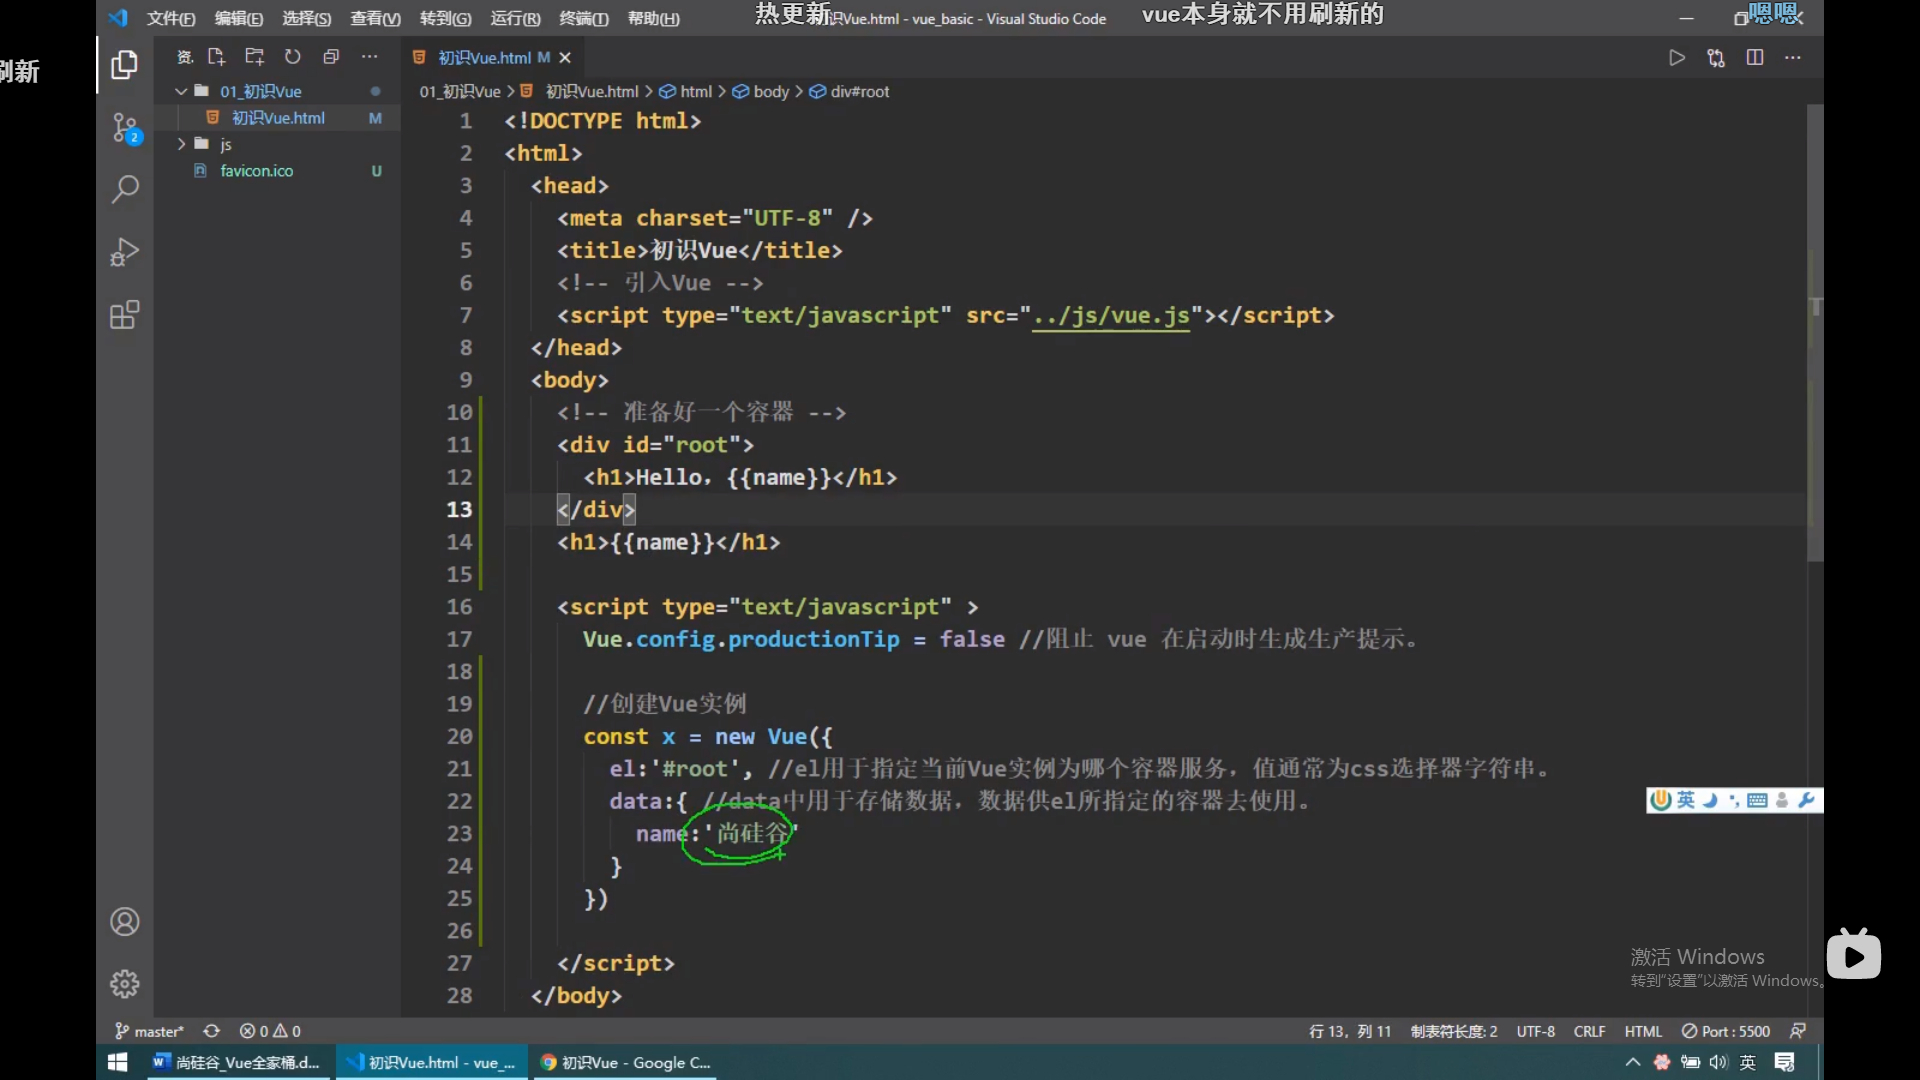 文件(F) 编辑(E) 选择(S) 查看(V) 转到(G) 运行(R) 终端(T) 帮助(H)
热更新
识Vue.html - vue_basic - Visual Studio Code
vue本身就不用刷新的
嗯嗯
刷新
资.
初识Vue.html M
01_初识Vue
初识Vue.html M
js
favicon.ico U
01_初识Vue > 初识Vue.html > html > body > div#root
1 <!DOCTYPE html>
2 <html>
3 <head>
4 <meta charset="UTF-8" />
5 <title>初识Vue</title>
6 <!-- 引入Vue -->
7 <script type="text/javascript" src="../js/vue.js"></script>
8 </head>
9 <body>
10 <!-- 准备好一个容器 -->
11 <div id="root">
12 <h1>Hello，{{name}}</h1>
13 </div>
14 <h1>{{name}}</h1>
15
16 <script type="text/javascript" >
17 Vue.config.productionTip = false //阻止 vue 在启动时生成生产提示。
18
19 //创建Vue实例
20 const x = new Vue({
21 el:'#root', //el用于指定当前Vue实例为哪个容器服务，值通常为css选择器字符串。
22 data:{ //data中用于存储数据，数据供el所指定的容器去使用。
23 name:'尚硅谷'
24 }
25 })
26
27 </script>
28 </body>
2
英
激活 Windows
转到"设置"以激活 Windows。
master* 0 0
行 13，列 11 制表符长度: 2 UTF-8 CRLF HTML Port : 5500
尚硅谷_Vue全家桶.d...
初识Vue.html - vue_...
初识Vue - Google C...
英